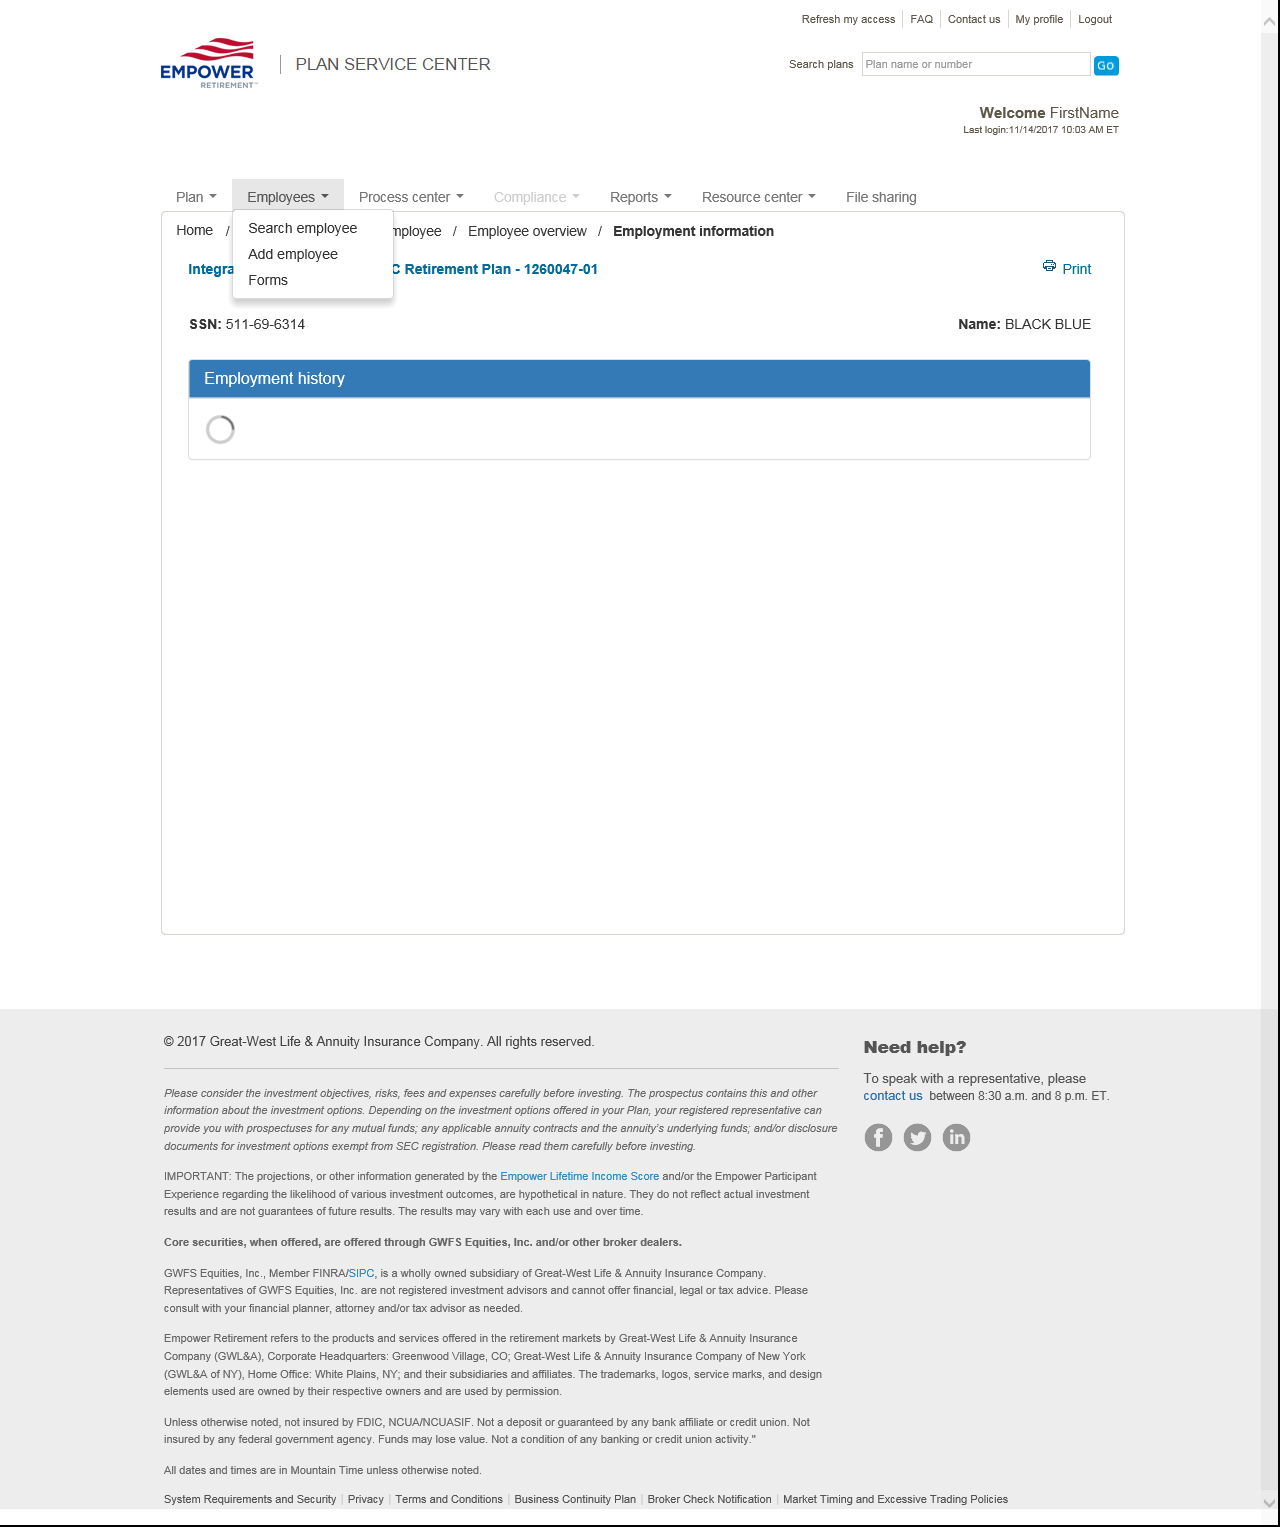 Refresh my access FAQ Contact us My profile Logout
EMPOWER
RETIREMENT™
PLAN SERVICE CENTER
Search plans Plan name or number GO
Welcome FirstName
Last login:11/14/2017 10:03 AM ET
Plan Employees Process center Compliance Reports Resource center File sharing
Home / mployee / Employee overview / Employment information
Search employee
Add employee
Forms
Integra C Retirement Plan - 1260047-01 Print
SSN: 511-69-6314 Name: BLACK BLUE
Employment history
© 2017 Great-West Life & Annuity Insurance Company. All rights reserved.
Please consider the investment objectives, risks, fees and expenses carefully before investing. The prospectus contains this and other
information about the investment options. Depending on the investment options offered in your Plan, your registered representative can
provide you with prospectuses for any mutual funds; any applicable annuity contracts and the annuity's underlying funds; and/or disclosure
documents for investment options exempt from SEC registration. Please read them carefully before investing.
IMPORTANT: The projections, or other information generated by the Empower Lifetime Income Score and/or the Empower Participant
Experience regarding the likelihood of various investment outcomes, are hypothetical in nature. They do not reflect actual investment
results and are not guarantees of future results. The results may vary with each use and over time.
Core securities, when offered, are offered through GWFS Equities, Inc. and/or other broker dealers.
GWFS Equities, Inc., Member FINRA/SIPC, is a wholly owned subsidiary of Great-West Life & Annuity Insurance Company.
Representatives of GWFS Equities, Inc. are not registered investment advisors and cannot offer financial, legal or tax advice. Please
consult with your financial planner, attorney and/or tax advisor as needed.
Empower Retirement refers to the products and services offered in the retirement markets by Great-West Life & Annuity Insurance
Company (GWL&A), Corporate Headquarters: Greenwood Village, CO; Great-West Life & Annuity Insurance Company of New York
(GWL&A of NY), Home Office: White Plains, NY; and their subsidiaries and affiliates. The trademarks, logos, service marks, and design
elements used are owned by their respective owners and are used by permission.
Unless otherwise noted, not insured by FDIC, NCUA/NCUASIF. Not a deposit or guaranteed by any bank affiliate or credit union. Not
insured by any federal government agency. Funds may lose value. Not a condition of any banking or credit union activity."
All dates and times are in Mountain Time unless otherwise noted.
System Requirements and Security | Privacy | Terms and Conditions | Business Continuity Plan | Broker Check Notification | Market Timing and Excessive Trading Policies
Need help?
To speak with a representative, please
contact us between 8:30 a.m. and 8 p.m. ET.
f in